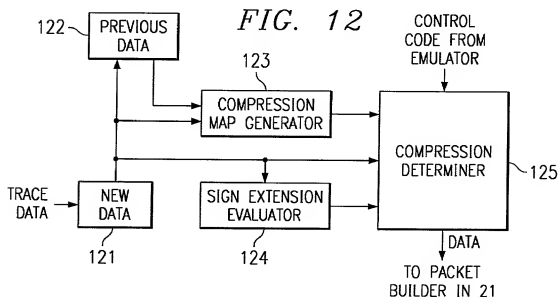 FIG. 12
122
PREVIOUS
DATA
123
COMPRESSION
MAP GENERATOR
CONTROL
CODE FROM
EMULATOR
COMPRESSION
DETERMINER
125
TRACE
DATA
NEW
DATA
121
SIGN EXTENSION
EVALUATOR
124
DATA
TO PACKET
BUILDER IN 21